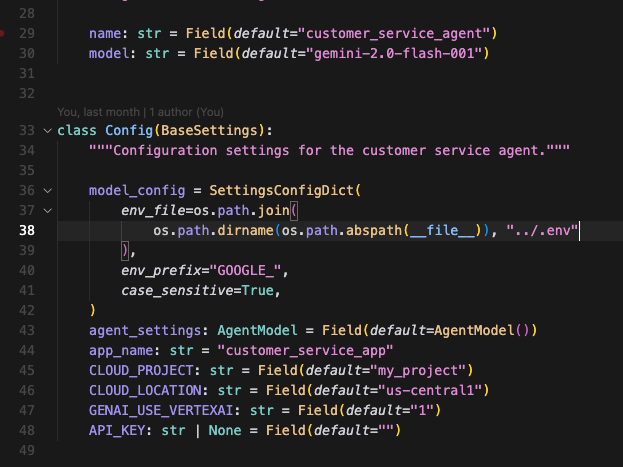 28
29 name: str = Field(default="customer_service_agent")
30 model: str = Field(default="gemini-2.0-flash-001")
31
32
You, last month | 1 author (You)
33 class Config(BaseSettings):
34 """Configuration settings for the customer service agent."""
35
36 model_config = SettingsConfigDict(
37 env_file=os.path.join(
38 os.path.dirname(os.path.abspath(__file__)), "../.env"
39 ),
40 env_prefix="GOOGLE_",
41 case_sensitive=True,
42 )
43 agent_settings: AgentModel = Field(default=AgentModel())
44 app_name: str = "customer_service_app"
45 CLOUD_PROJECT: str = Field(default="my_project")
46 CLOUD_LOCATION: str = Field(default="us-central1")
47 GENAI_USE_VERTEXAI: str = Field(default="1")
48 API_KEY: str | None = Field(default="")
49